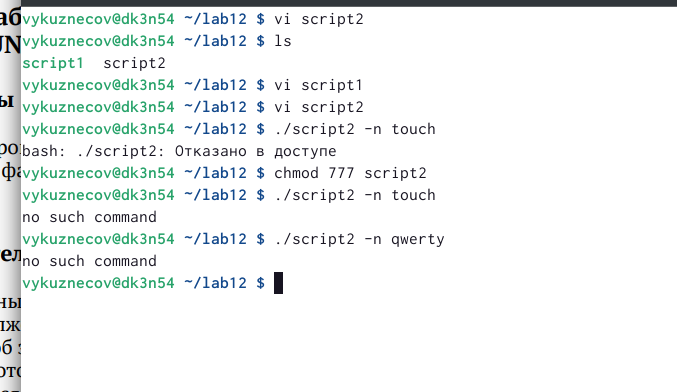 vykuznecov@dk3n54 ~/lab12 $ vi script2
vykuznecov@dk3n54 ~/lab12 $ ls
script1  script2
vykuznecov@dk3n54 ~/lab12 $ vi script1
vykuznecov@dk3n54 ~/lab12 $ vi script2
vykuznecov@dk3n54 ~/lab12 $ ./script2 -n touch
bash: ./script2: Отказано в доступе
vykuznecov@dk3n54 ~/lab12 $ chmod 777 script2
vykuznecov@dk3n54 ~/lab12 $ ./script2 -n touch
no such command
vykuznecov@dk3n54 ~/lab12 $ ./script2 -n qwerty
no such command
vykuznecov@dk3n54 ~/lab12 $